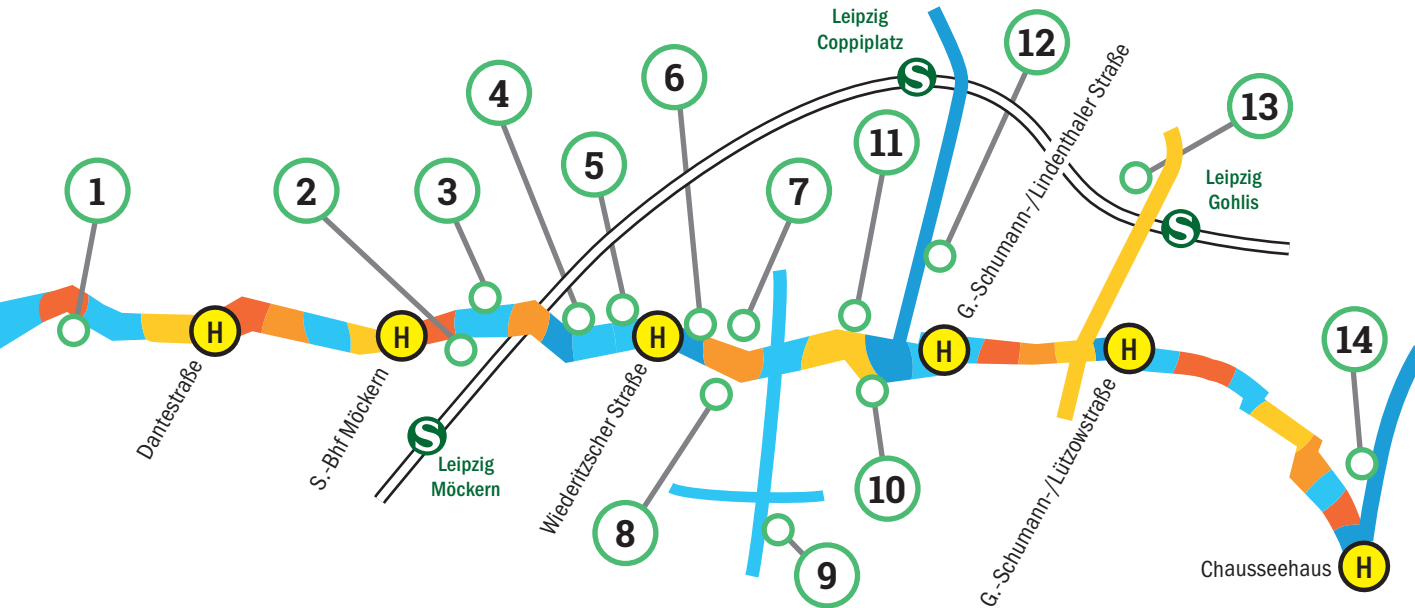 Leipzig
Coppiplatz
S
12
6
4
13
11
5
1
2
3
7
Leipzig
Gohlis
S
G.-Schumann-/Lindenthaler Straße
H
H
H
H
H
14
Dantestraße
S.-Bhf Möckern
S
Leipzig
Möckern
Wiederitzscher Straße
G.-Schumann-/Lützowstraße
10
8
9
Chausseehaus
H